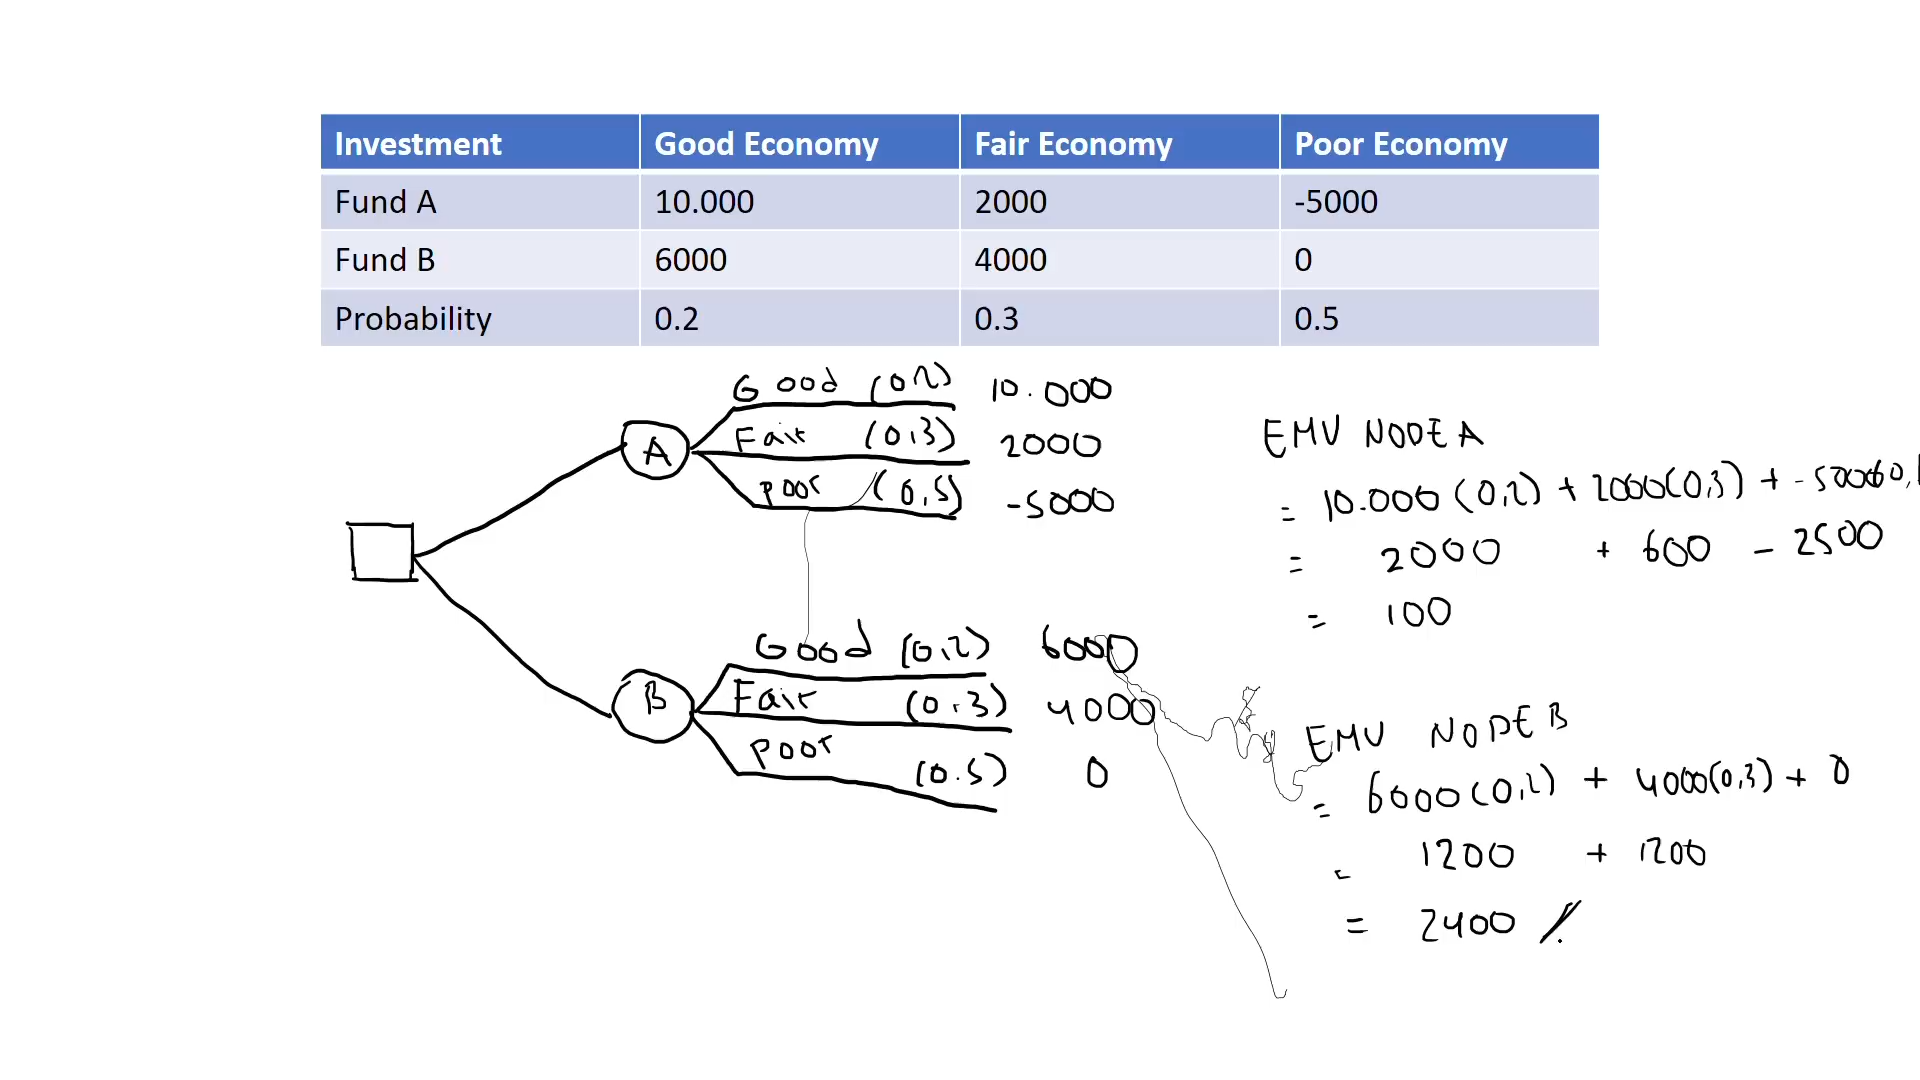 Investment Good Economy Fair Economy Poor Economy
Fund A 10.000 2000 -5000
Fund B 6000 4000 0
Probability 0.2 0.3 0.5
A
Good (0,2) 10.000
Fair (0,3) 2000
Poor (0,5) -5000
B
Good (0,2) 6000
Fair (0.3) 4000
Poor (0.5) 0
EMV NODE A
= 10.000 (0,2) + 2000(0,3) + -5000(0,
= 2000 + 600 - 2500
= 100
EMV NODE B
= 6000(0,2) + 4000(0,3) + 0
= 1200 + 1200
= 2400